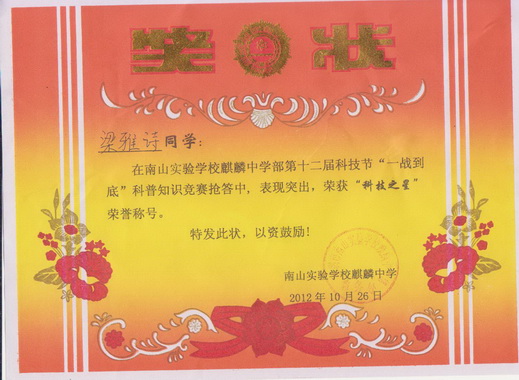 奖状
梁雅诗同学：
在南山实验学校麒麟中学部第十二届科技节“一战到
底”科普知识竞赛抢答中，表现突出，荣获“科技之星”
荣誉称号。
特发此状，以资鼓励！
南山实验学校麒麟中学
2012年10月26日